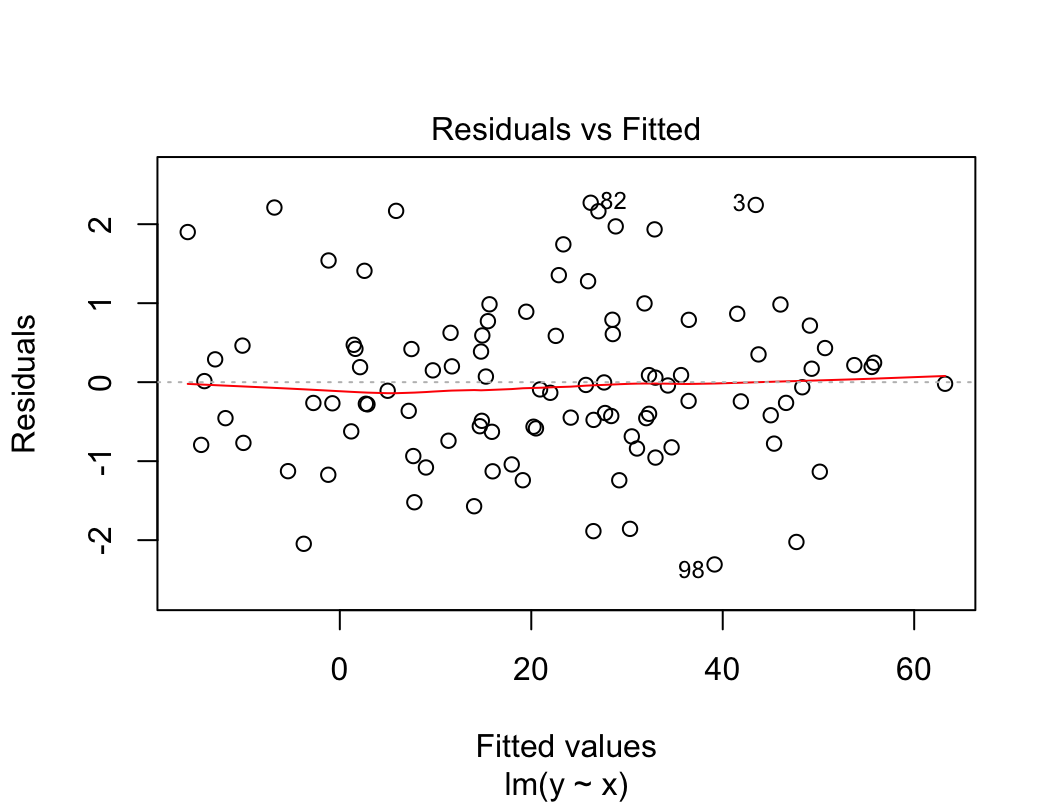 Residuals vs Fitted
Residuals
2
1
0
-1
-2
82
3
98
0 20 40 60
Fitted values
lm(y ~ x)